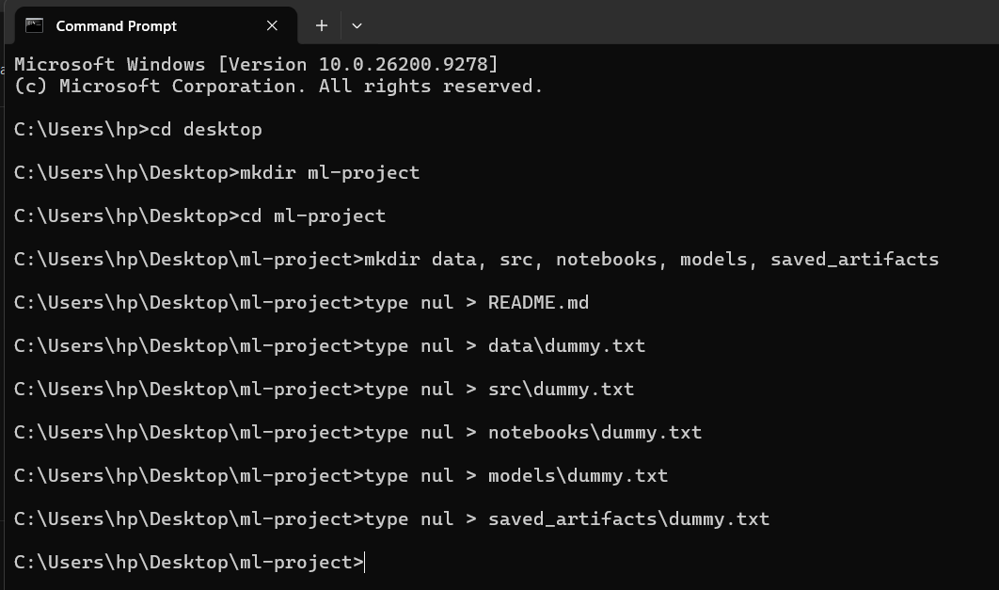 Command Prompt
Microsoft Windows [Version 10.0.26200.9278]
(c) Microsoft Corporation. All rights reserved.
C:\Users\hp>cd desktop
C:\Users\hp\Desktop>mkdir ml-project
C:\Users\hp\Desktop>cd ml-project
C:\Users\hp\Desktop\ml-project>mkdir data, src, notebooks, models, saved_artifacts
C:\Users\hp\Desktop\ml-project>type nul > README.md
C:\Users\hp\Desktop\ml-project>type nul > data\dummy.txt
C:\Users\hp\Desktop\ml-project>type nul > src\dummy.txt
C:\Users\hp\Desktop\ml-project>type nul > notebooks\dummy.txt
C:\Users\hp\Desktop\ml-project>type nul > models\dummy.txt
C:\Users\hp\Desktop\ml-project>type nul > saved_artifacts\dummy.txt
C:\Users\hp\Desktop\ml-project>